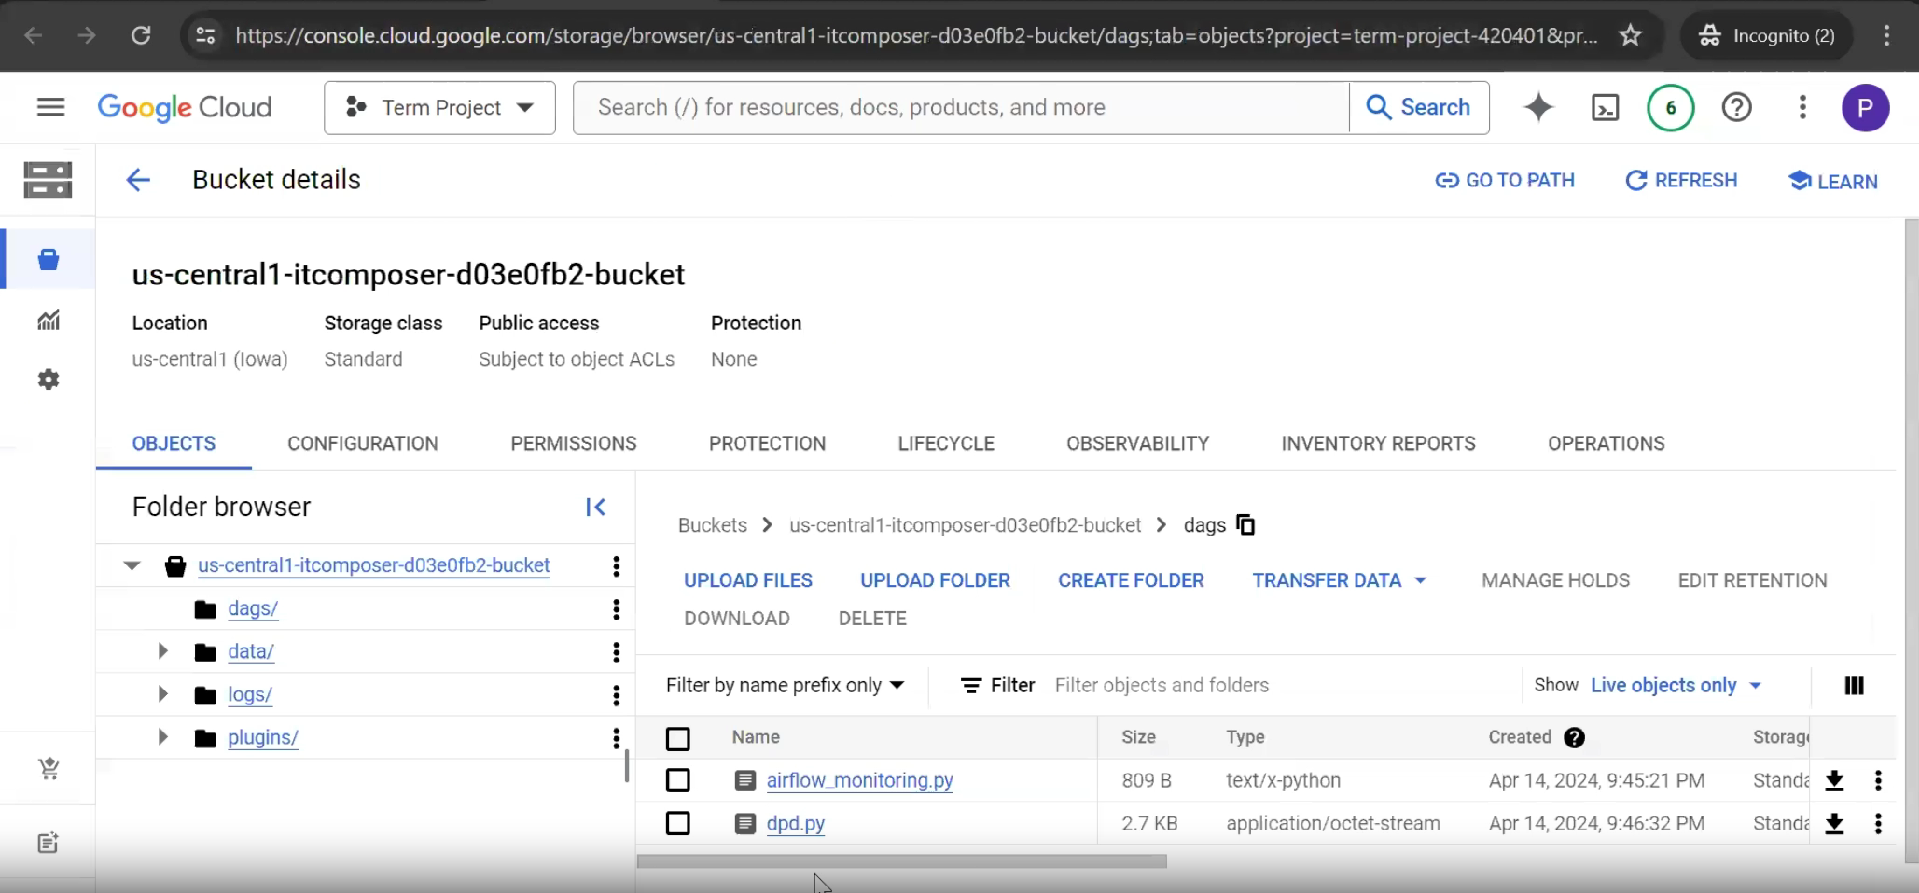 https://console.cloud.google.com/storage/browser/us-central1-itcomposer-d03e0fb2-bucket/dags;tab=objects?project=term-project-420401&pr...
Incognito (2)
Google Cloud
Term Project
Search (/) for resources, docs, products, and more
Search
6
P
Bucket details
GO TO PATH
REFRESH
LEARN
us-central1-itcomposer-d03e0fb2-bucket
Location Storage class Public access Protection
us-central1 (Iowa) Standard Subject to object ACLs None
OBJECTS CONFIGURATION PERMISSIONS PROTECTION LIFECYCLE OBSERVABILITY INVENTORY REPORTS OPERATIONS
Folder browser
us-central1-itcomposer-d03e0fb2-bucket
dags/
data/
logs/
plugins/
Buckets > us-central1-itcomposer-d03e0fb2-bucket > dags
UPLOAD FILES UPLOAD FOLDER CREATE FOLDER TRANSFER DATA MANAGE HOLDS EDIT RETENTION
DOWNLOAD DELETE
Filter by name prefix only Filter Filter objects and folders Show Live objects only
Name Size Type Created Storag
airflow_monitoring.py 809 B text/x-python Apr 14, 2024, 9:45:21 PM Standa
dpd.py 2.7 KB application/octet-stream Apr 14, 2024, 9:46:32 PM Standa